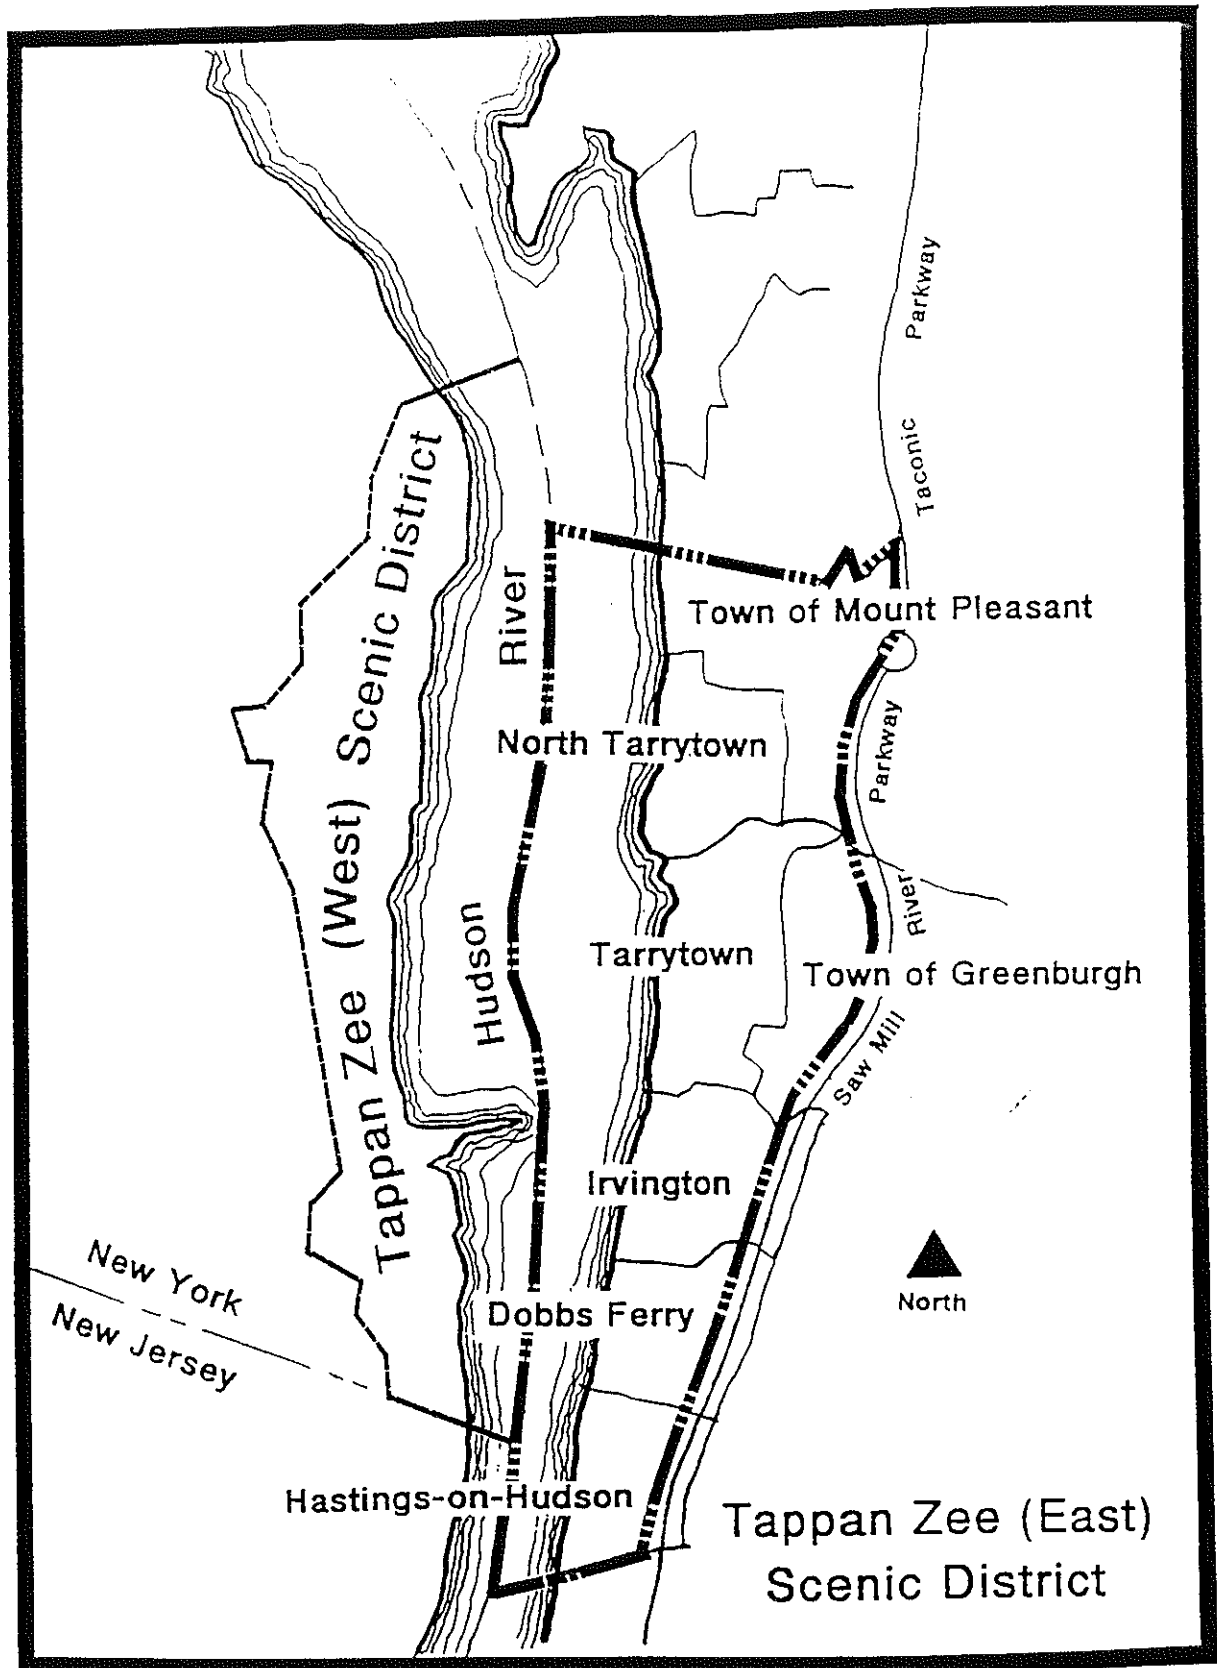 Parkway
Taconic
Tappan Zee (West) Scenic District
River
Town of Mount Pleasant
North Tarrytown
Parkway
Hudson
River
Tarrytown
Town of Greenburgh
Saw Mill
Irvington
New York
New Jersey
North
Dobbs Ferry
Hastings-on-Hudson
Tappan Zee (East)
Scenic District